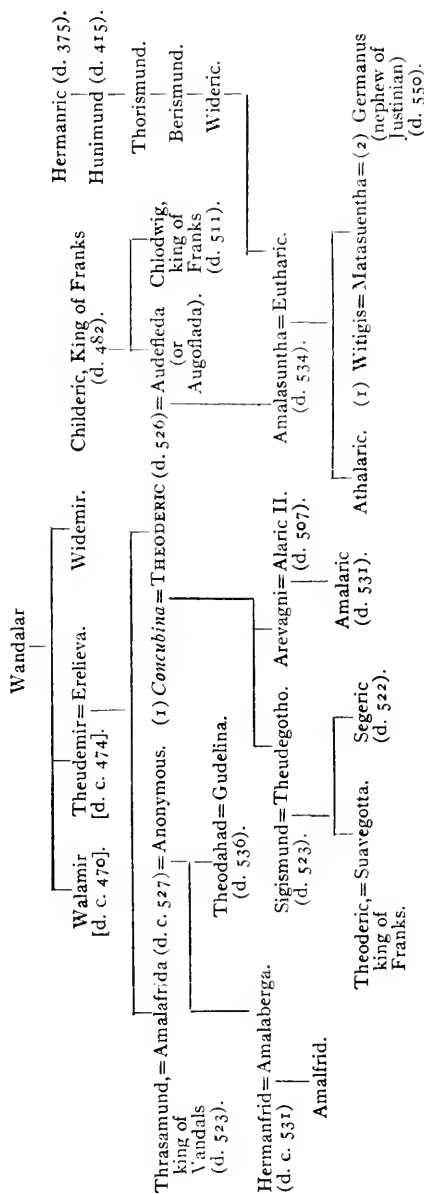 Wandalar
Walamir
[d. c. 470].
Theudemir=Erelieva.
[d. c. 474].
Widemir.
Childeric, King of Franks
(d. 482).
Hermanric (d. 375).
Hunimund (d. 415).
Thorismund.
Berismund.
Wideric.
Thrasamund,=Amalafrida (d. c. 527)=Anonymous.
king of
Vandals
(d. 523).
(1) Concubina=THEODERIC (d. 526)=Audefleda
(or
Augoflada).
Chlodwig,
king of
Franks
(d. 511).
Theodahad=Gudelina.
(d. 536).
Hermanfrid=Amalaberga.
(d. c. 531)
Amalfrid.
Sigismund=Theudegotho.
(d. 523).
Arevagni=Alaric II.
(d. 507).
Amalasuntha=Eutharic.
(d. 534).
Theoderic,=Suavegotta.
king of
Franks.
Segeric
(d. 522).
Amalaric
(d. 531).
Athalaric.
(1) Witigis=Matasuentha=(2) Germanus
(nephew of
Justinian)
(d. 550).